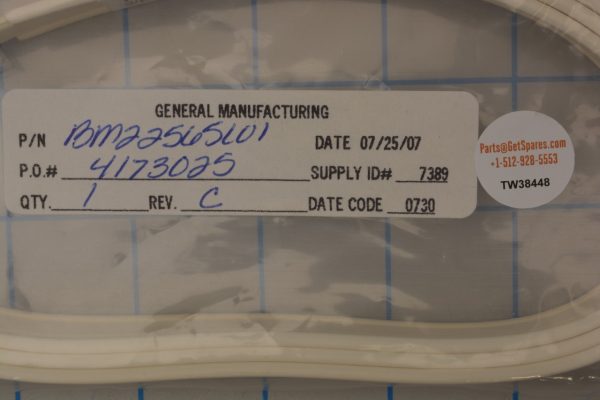 GENERAL MANUFACTURING
P/N BM22565L01 DATE 07/25/07
P.O.# 4173025 SUPPLY ID# 7389
QTY. 1 REV. C DATE CODE 0730
Parts@GetSpares.com
+1-512-928-5553
TW38448